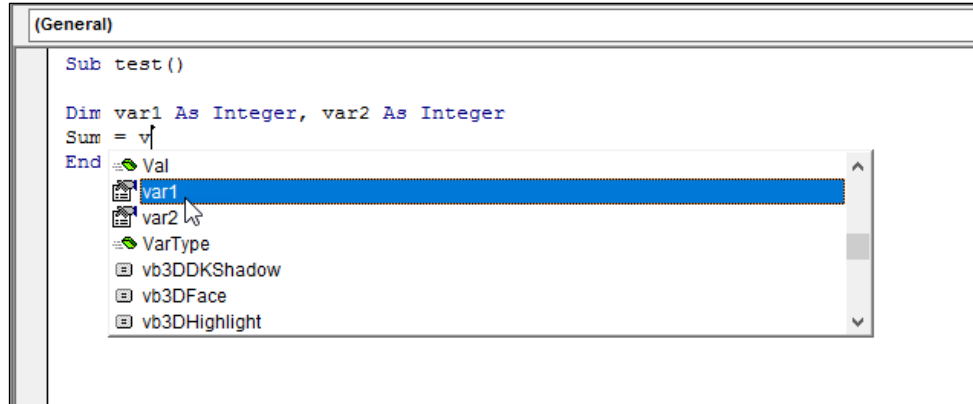 (General)
Sub test()
Dim var1 As Integer, var2 As Integer
Sum = v
End
Val
var1
var2
VarType
vb3DDKShadow
vb3DFace
vb3DHighlight